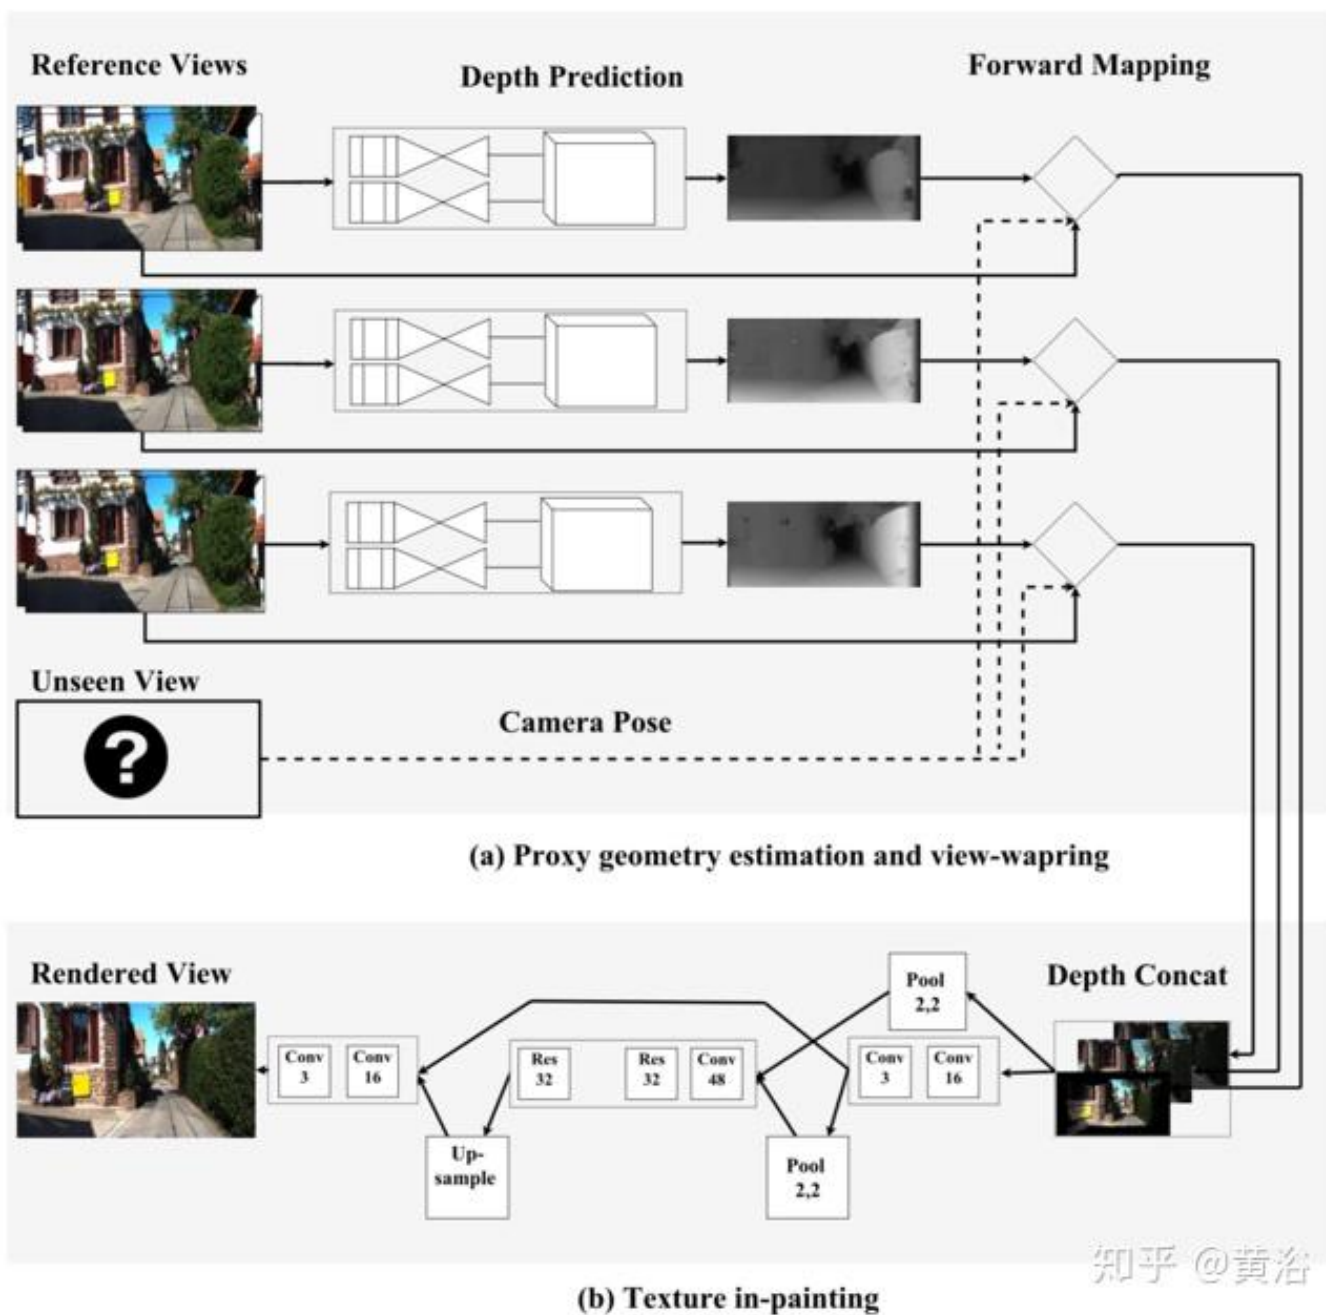 Reference Views
Depth Prediction
Forward Mapping
Unseen View
?
Camera Pose
(a) Proxy geometry estimation and view-wapring
Rendered View
Depth Concat
Pool
2,2
Conv
3
Conv
16
Res
32
Res
32
Conv
48
Conv
3
Conv
16
Up-
sample
Pool
2,2
知乎 @黄浴
(b) Texture in-painting